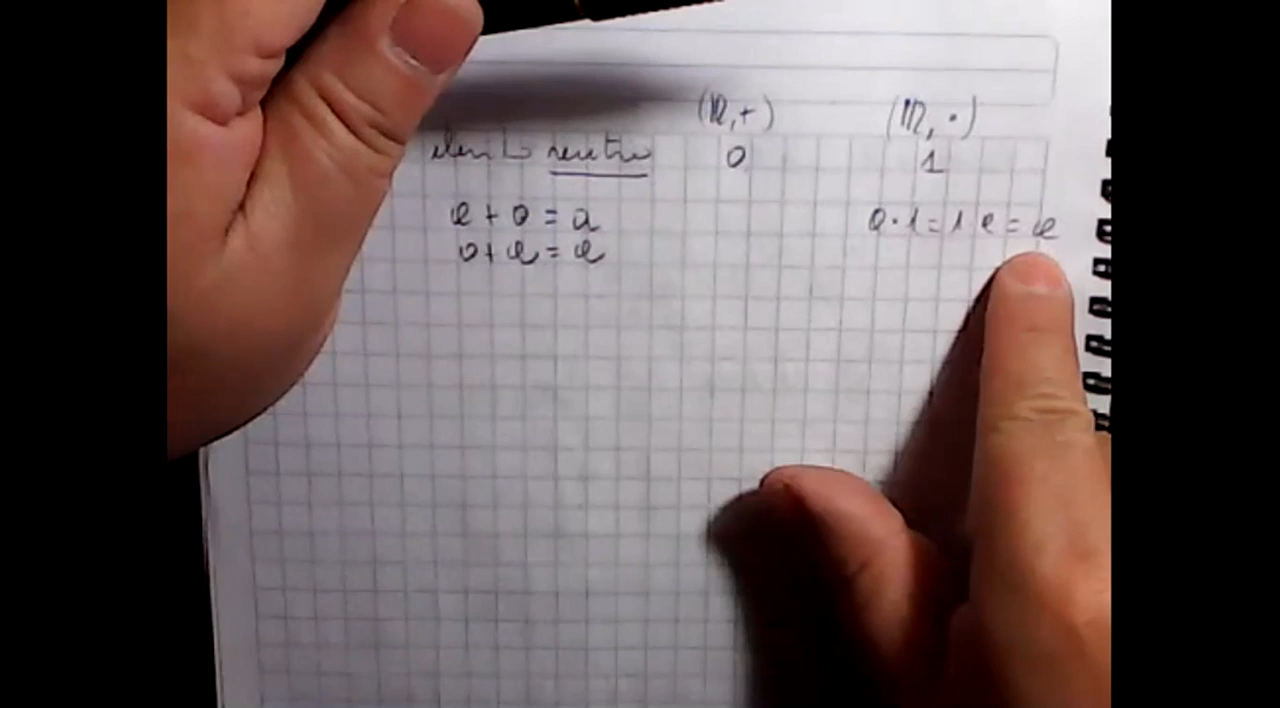 (ℝ, +) (ℝ, ·)
elemento neutro 0 1
a + 0 = a a · 1 = 1 · a = a
0 + a = a